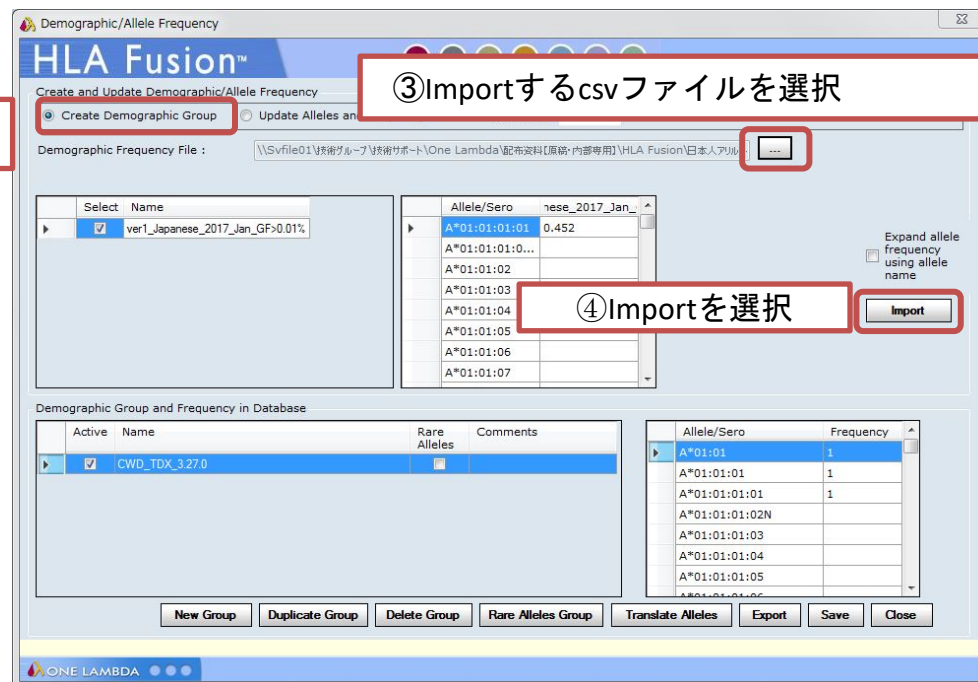 Demographic/Allele Frequency
HLA Fusion™
③Importするcsvファイルを選択
Create and Update Demographic/Allele Frequency
Create Demographic Group
Update Alleles an
Demographic Frequency File :
\\Svfile01\技術グループ\技術サポート\One Lambda\配布資料【原稿・内部専用】\HLA Fusion\日本人アリル
...
Select Name
ver1_Japanese_2017_Jan_GF>0.01%
Allele/Sero nese_2017_Jan_
A*01:01:01:01 0.452
A*01:01:01:0...
A*01:01:02
A*01:01:03
A*01:01:04
A*01:01:05
A*01:01:06
A*01:01:07
Expand allele
frequency
using allele
name
④Importを選択
Import
Demographic Group and Frequency in Database
Active Name Rare Alleles Comments
CWD_TDX_3.27.0
Allele/Sero Frequency
A*01:01 1
A*01:01:01 1
A*01:01:01:01 1
A*01:01:01:02N
A*01:01:01:03
A*01:01:01:04
A*01:01:01:05
A*01:01:01:06
New Group Duplicate Group Delete Group Rare Alleles Group Translate Alleles Export Save Close
ONE LAMBDA